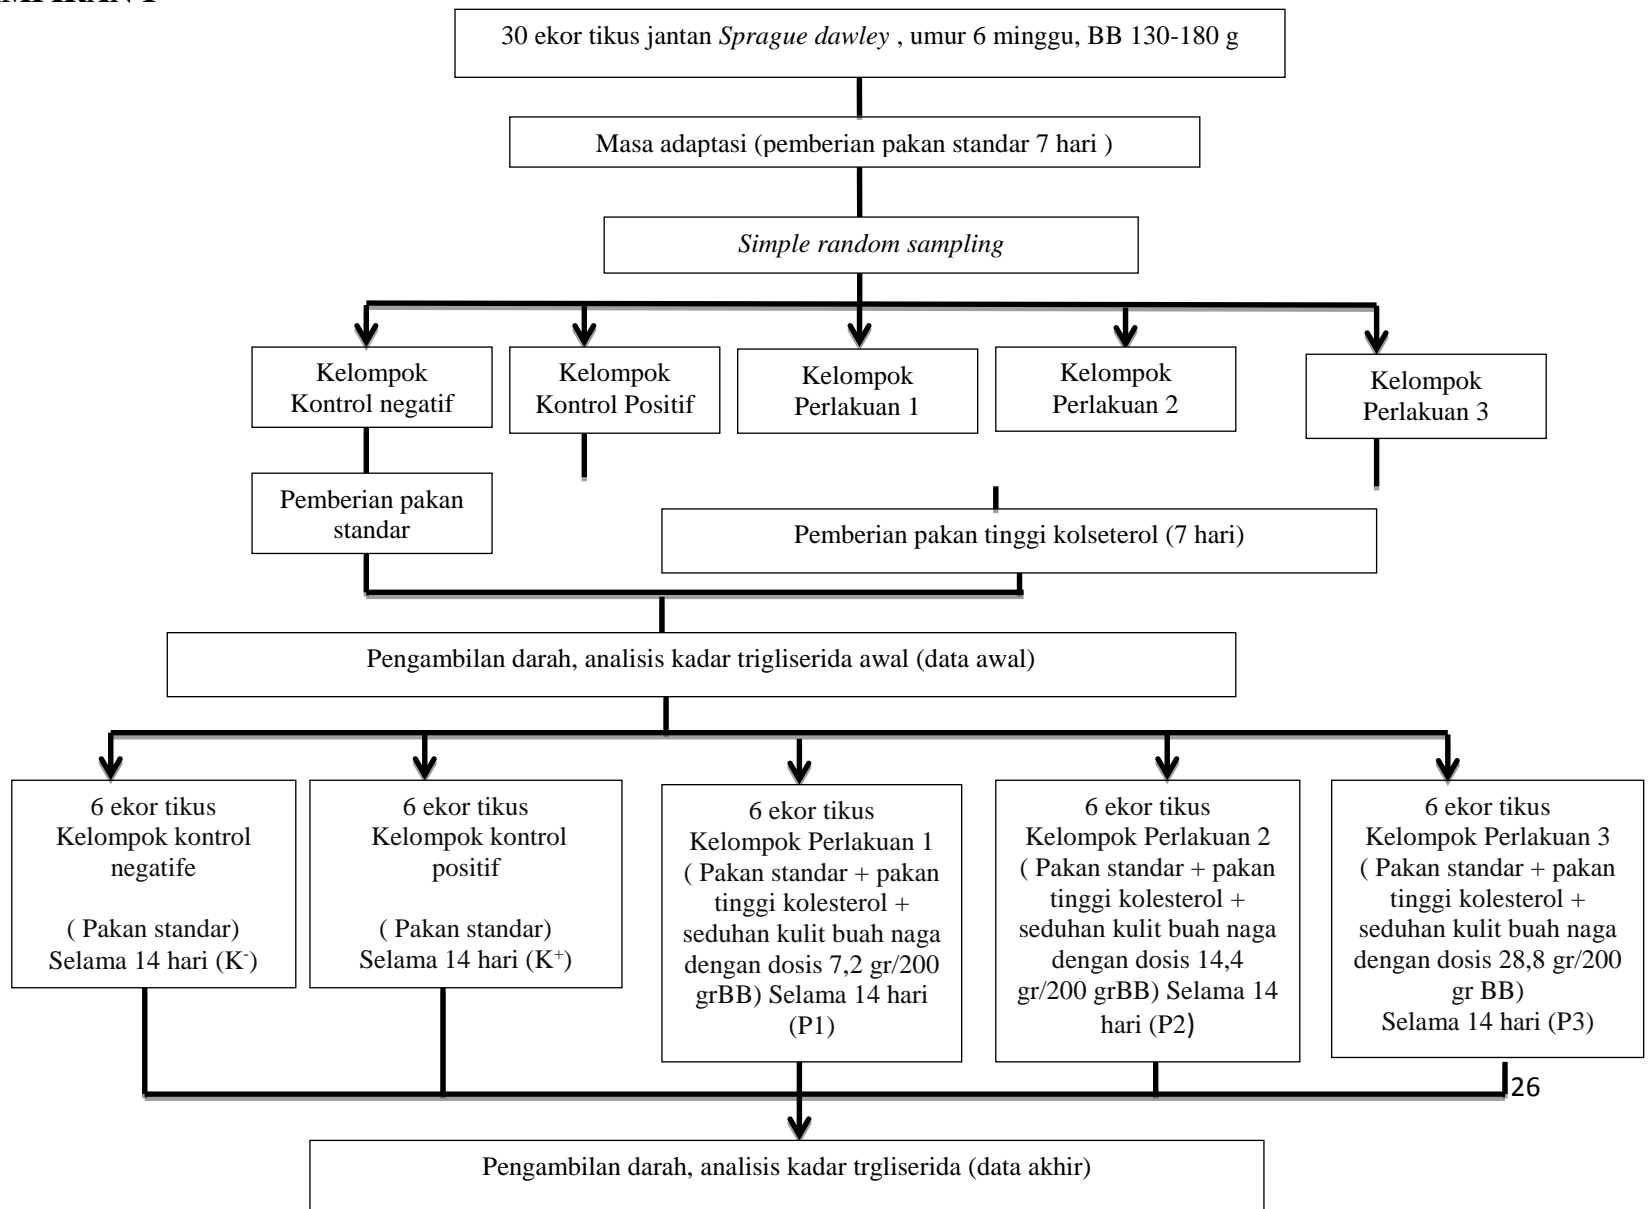 30 ekor tikus jantan Sprague dawley , umur 6 minggu, BB 130-180 g
Masa adaptasi (pemberian pakan standar 7 hari )
Simple random sampling
Kelompok
Kontrol negatif
Kelompok
Kontrol Positif
Kelompok
Perlakuan 1
Kelompok
Perlakuan 2
Kelompok
Perlakuan 3
Pemberian pakan
standar
Pemberian pakan tinggi kolseterol (7 hari)
Pengambilan darah, analisis kadar trigliserida awal (data awal)
6 ekor tikus
Kelompok kontrol
negatife
( Pakan standar)
Selama 14 hari (K⁻)
6 ekor tikus
Kelompok kontrol
positif
( Pakan standar)
Selama 14 hari (K⁺)
6 ekor tikus
Kelompok Perlakuan 1
( Pakan standar + pakan
tinggi kolesterol +
seduhan kulit buah naga
dengan dosis 7,2 gr/200
grBB) Selama 14 hari
(P1)
6 ekor tikus
Kelompok Perlakuan 2
( Pakan standar + pakan
tinggi kolesterol +
seduhan kulit buah naga
dengan dosis 14,4
gr/200 grBB) Selama 14
hari (P2)
6 ekor tikus
Kelompok Perlakuan 3
( Pakan standar + pakan
tinggi kolesterol +
seduhan kulit buah naga
dengan dosis 28,8 gr/200
gr BB)
Selama 14 hari (P3)
26
Pengambilan darah, analisis kadar trgliserida (data akhir)